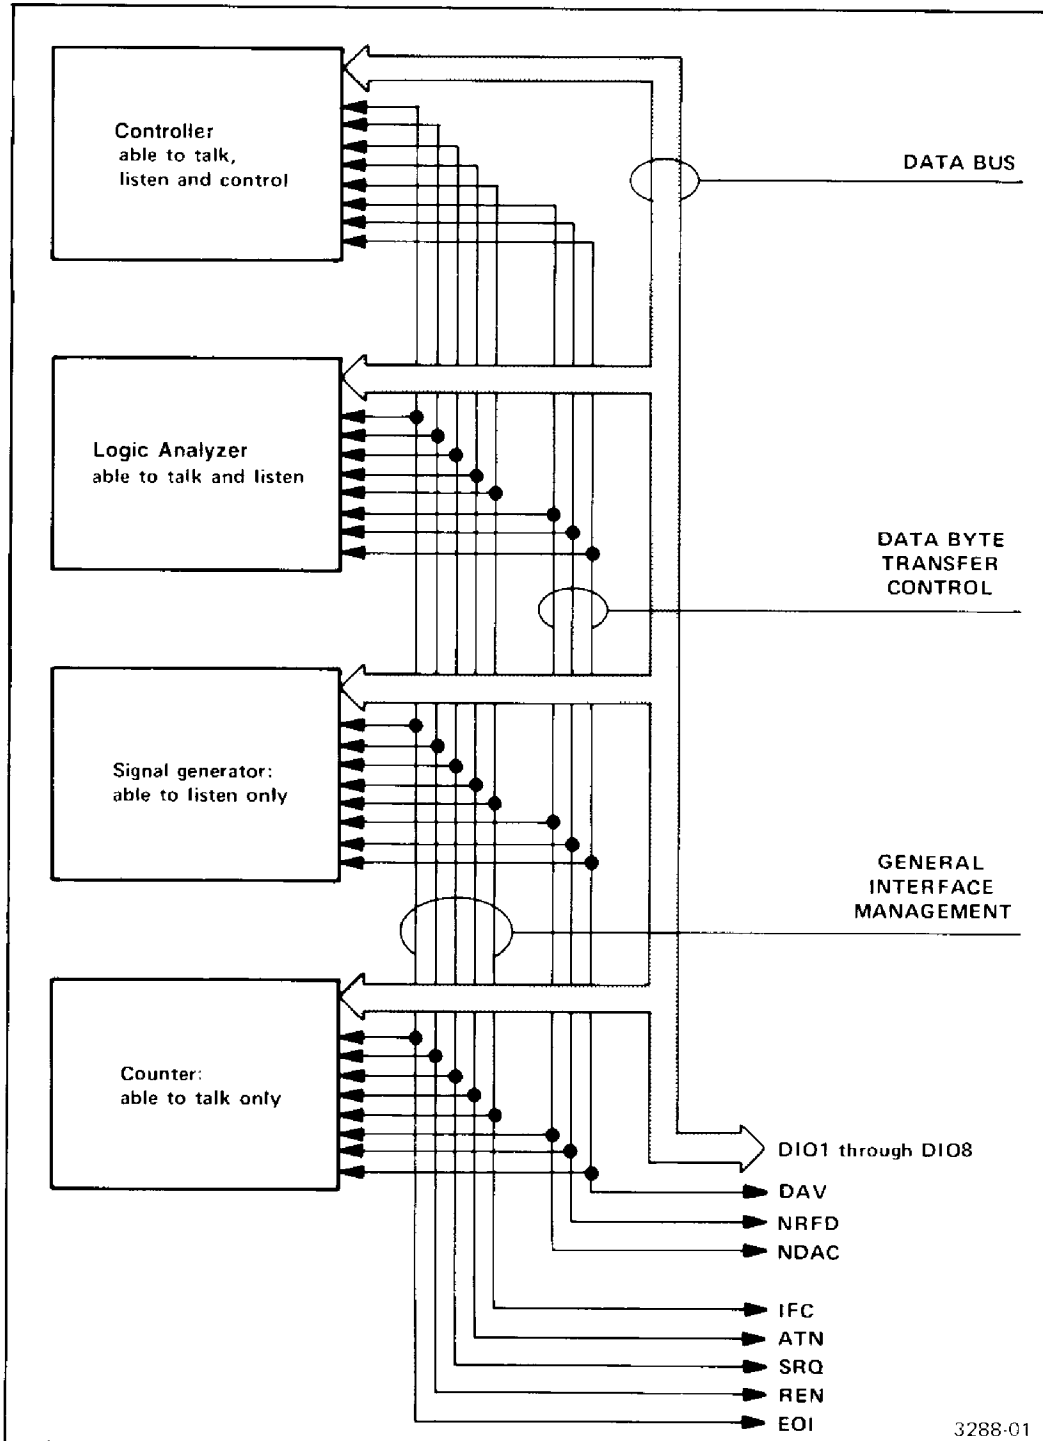 Controller
able to talk,
listen and control
DATA BUS
Logic Analyzer
able to talk and listen
DATA BYTE
TRANSFER
CONTROL
Signal generator:
able to listen only
GENERAL
INTERFACE
MANAGEMENT
Counter:
able to talk only
DIO1 through DIO8
DAV
NRFD
NDAC
IFC
ATN
SRQ
REN
EOI
3288-01